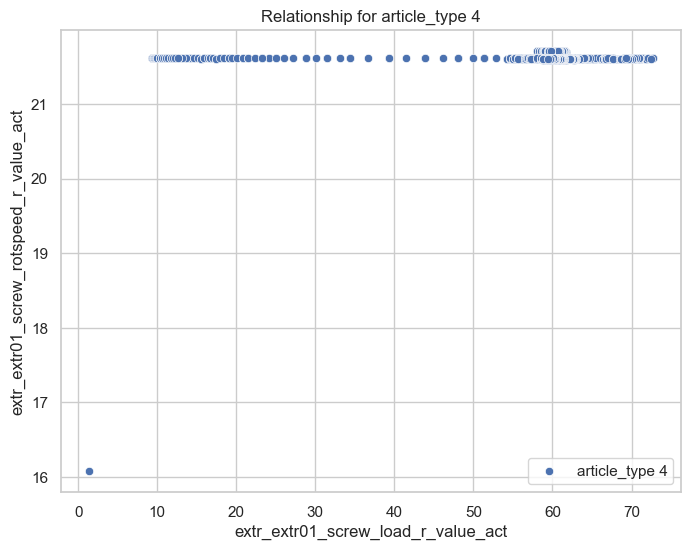 Relationship for article_type 4
extr_extr01_screw_rotspeed_r_value_act
21
20
19
18
17
16
article_type 4
0 10 20 30 40 50 60 70
extr_extr01_screw_load_r_value_act